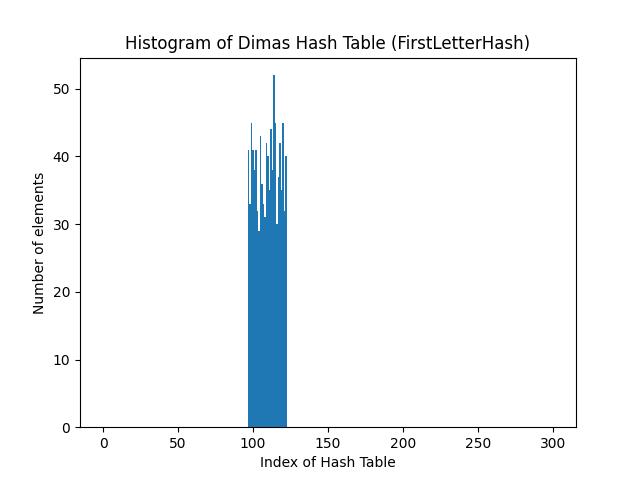 Histogram of Dimas Hash Table (FirstLetterHash)
50
40
30
20
10
0
Number of elements
0 50 100 150 200 250 300
Index of Hash Table